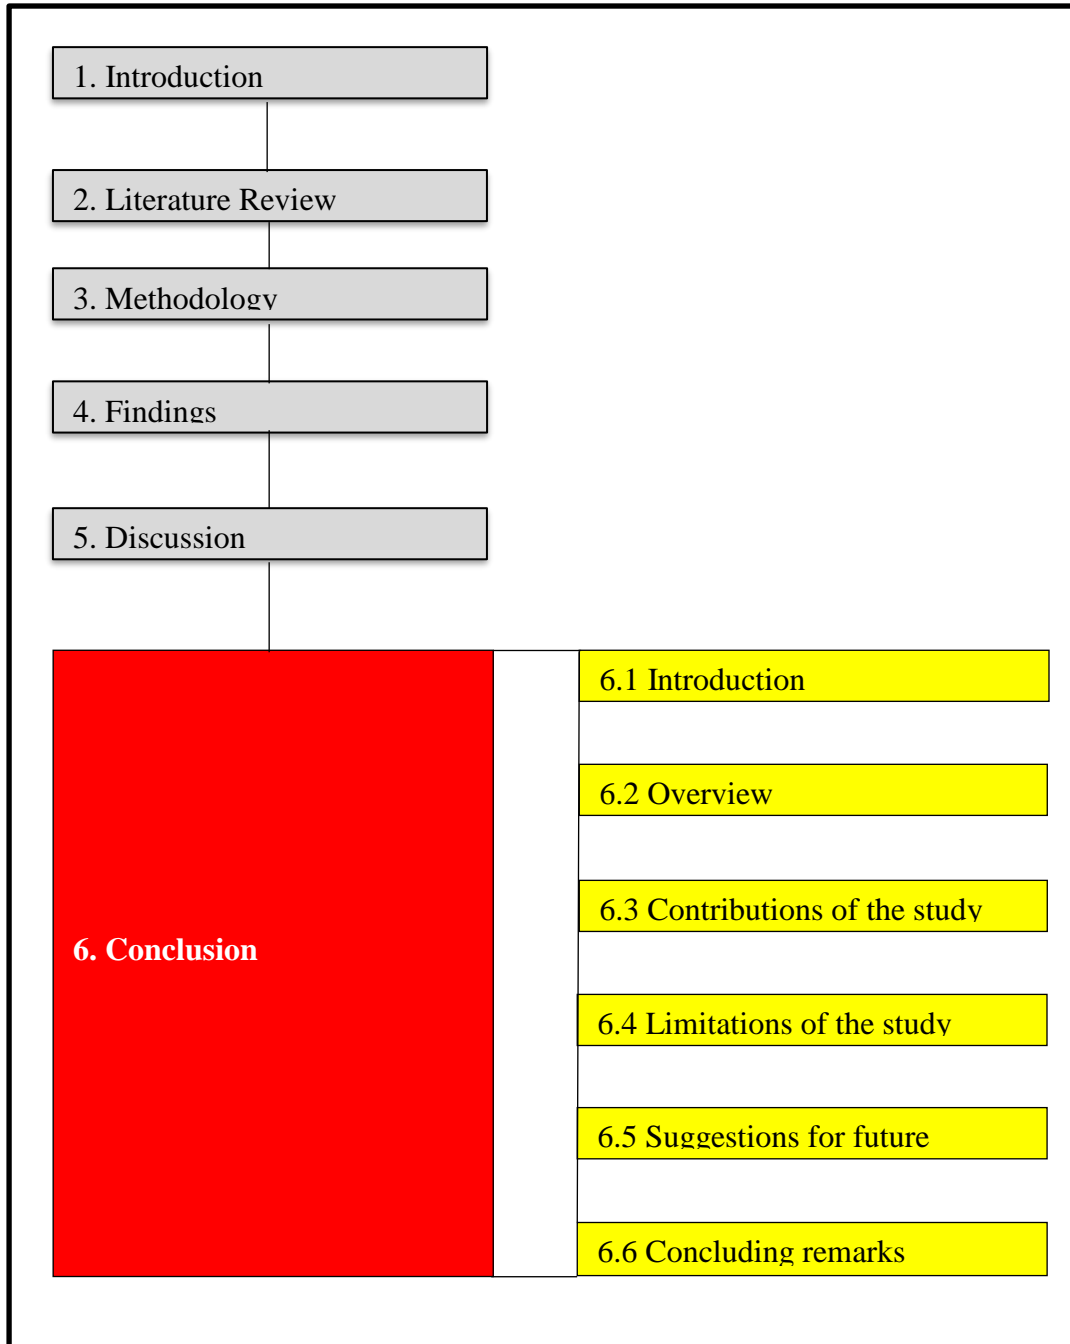 1. Introduction
2. Literature Review
3. Methodology
4. Findings
5. Discussion
6. Conclusion
6.1 Introduction
6.2 Overview
6.3 Contributions of the study
6.4 Limitations of the study
6.5 Suggestions for future
6.6 Concluding remarks